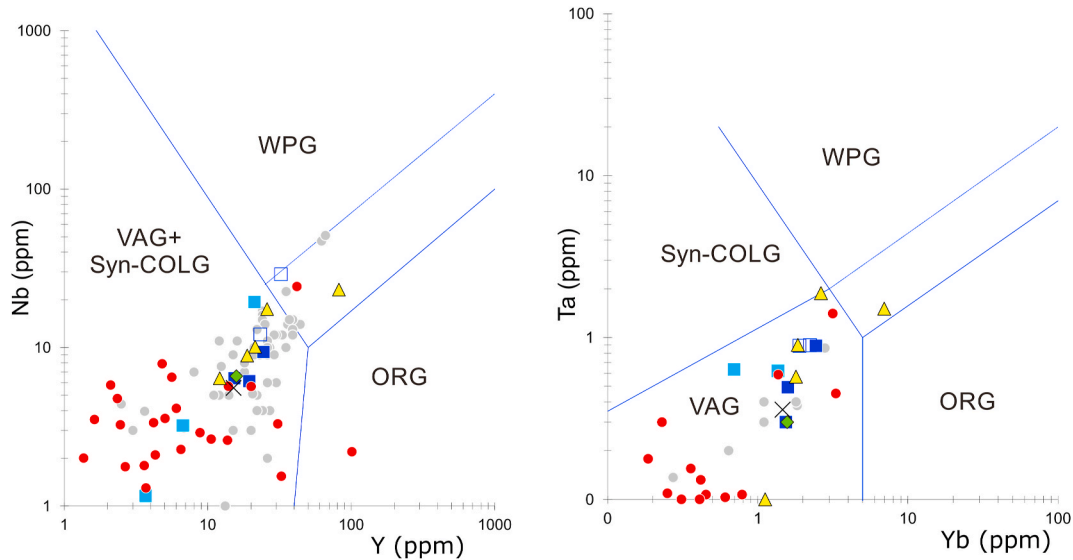 1000
100
10
1
Nb (ppm)
WPG
VAG+
Syn-COLG
ORG
1
10
100
1000
Y (ppm)
100
10
1
0
Ta (ppm)
WPG
Syn-COLG
VAG
ORG
0
1
10
100
Yb (ppm)